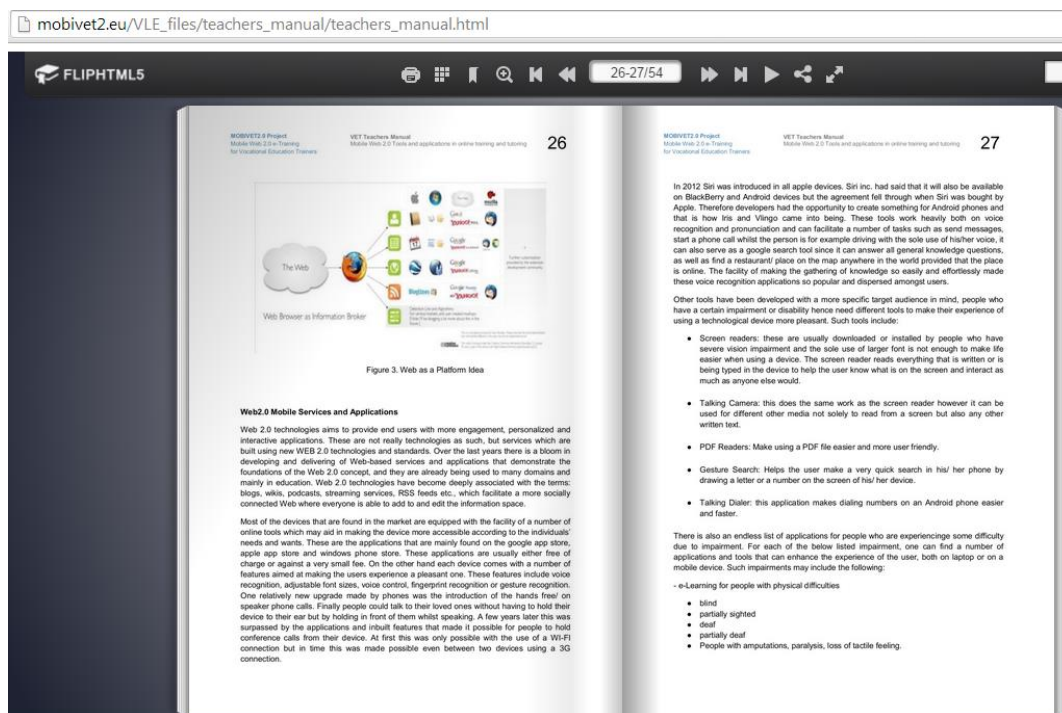 mobivet2.eu/VLE_files/teachers_manual/teachers_manual.html
FLIPHTML5
26-27/54
MOBIVET2.0 Project
Mobile Web 2.0 e-Training
for Vocational Education Trainers
VET Teachers Manual
Mobile Web 2.0 Tools and applications in online training and tutoring
26
The Web
Web Browser as Information Broker
Figure 3. Web as a Platform Idea
Web2.0 Mobile Services and Applications
Web 2.0 technologies aims to provide end users with more engagement, personalized and
interactive applications. These are not really technologies as such, but services which are
built using new WEB 2.0 technologies and standards. Over the last years there is a bloom in
developing and delivering of Web-based services and applications that demonstrate the
foundations of the Web 2.0 concept, and they are already being used to many domains and
mainly in education. Web 2.0 technologies have become deeply associated with the terms:
blogs, wikis, podcasts, streaming services, RSS feeds etc., which facilitate a more socially
connected Web where everyone is able to add to and edit the information space.
Most of the devices that are found in the market are equipped with the facility of a number of
online tools which may aid in making the device more accessible according to the individuals'
needs and wants. These are the applications that are mainly found on the google app store,
apple app store and windows phone store. These applications are usually either free of
charge or against a very small fee. On the other hand each device comes with a number of
features aimed at making the users experience a pleasant one. These features include voice
recognition, adjustable font sizes, voice control, fingerprint recognition or gesture recognition.
One relatively new upgrade made by phones was the introduction of the hands free/ on
speaker phone calls. Finally people could talk to their loved ones without having to hold their
device to their ear but by holding in front of them whilst speaking. A few years later this was
surpassed by the applications and inbuilt features that made it possible for people to hold
conference calls from their device. At first this was only possible with the use of a WI-FI
connection but in time this was made possible even between two devices using a 3G
connection.
MOBIVET2.0 Project
Mobile Web 2.0 e-Training
for Vocational Education Trainers
VET Teachers Manual
Mobile Web 2.0 Tools and applications in online training and tutoring
27
In 2012 Siri was introduced in all apple devices. Siri inc. had said that it will also be available
on BlackBerry and Android devices but the agreement fell through when Siri was bought by
Apple. Therefore developers had the opportunity to create something for Android phones and
that is how Iris and Vlingo came into being. These tools work heavily both on voice
recognition and pronunciation and can facilitate a number of tasks such as send messages,
start a phone call whilst the person is for example driving with the sole use of his/her voice, it
can also serve as a google search tool since it can answer all general knowledge questions,
as well as find a restaurant/ place on the map anywhere in the world provided that the place
is online. The facility of making the gathering of knowledge so easily and effortlessly made
these voice recognition applications so popular and dispersed amongst users.
Other tools have been developed with a more specific target audience in mind, people who
have a certain impairment or disability hence need different tools to make their experience of
using a technological device more pleasant. Such tools include:
● Screen readers: these are usually downloaded or installed by people who have
severe vision impairment and the sole use of larger font is not enough to make life
easier when using a device. The screen reader reads everything that is written or is
being typed in the device to help the user know what is on the screen and interact as
much as anyone else would.
● Talking Camera: this does the same work as the screen reader however it can be
used for different other media not solely to read from a screen but also any other
written text.
● PDF Readers: Make using a PDF file easier and more user friendly.
● Gesture Search: Helps the user make a very quick search in his/ her phone by
drawing a letter or a number on the screen of his/ her device.
● Talking Dialer: this application makes dialing numbers on an Android phone easier
and faster.
There is also an endless list of applications for people who are experiencinge some difficulty
due to impairment. For each of the below listed impairment, one can find a number of
applications and tools that can enhance the experience of the user, both on laptop or on a
mobile device. Such impairments may include the following:
- e-Learning for people with physical difficulties
● blind
● partially sighted
● deaf
● partially deaf
● People with amputations, paralysis, loss of tactile feeling.